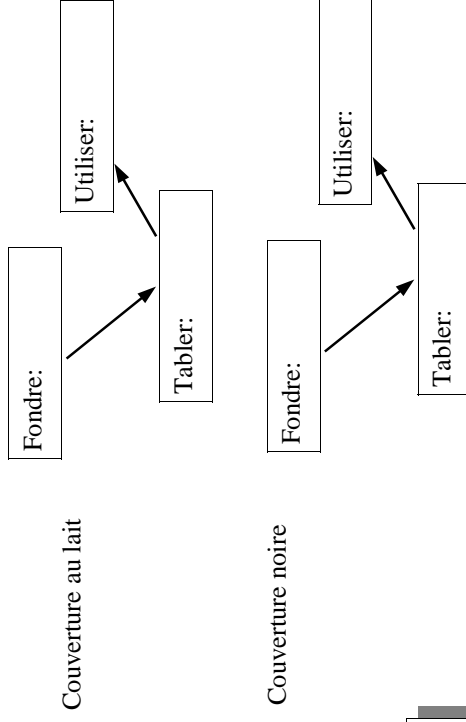 Couverture au lait
Fondre:
Tabler:
Utiliser:
Couverture noire
Fondre:
Tabler:
Utiliser: